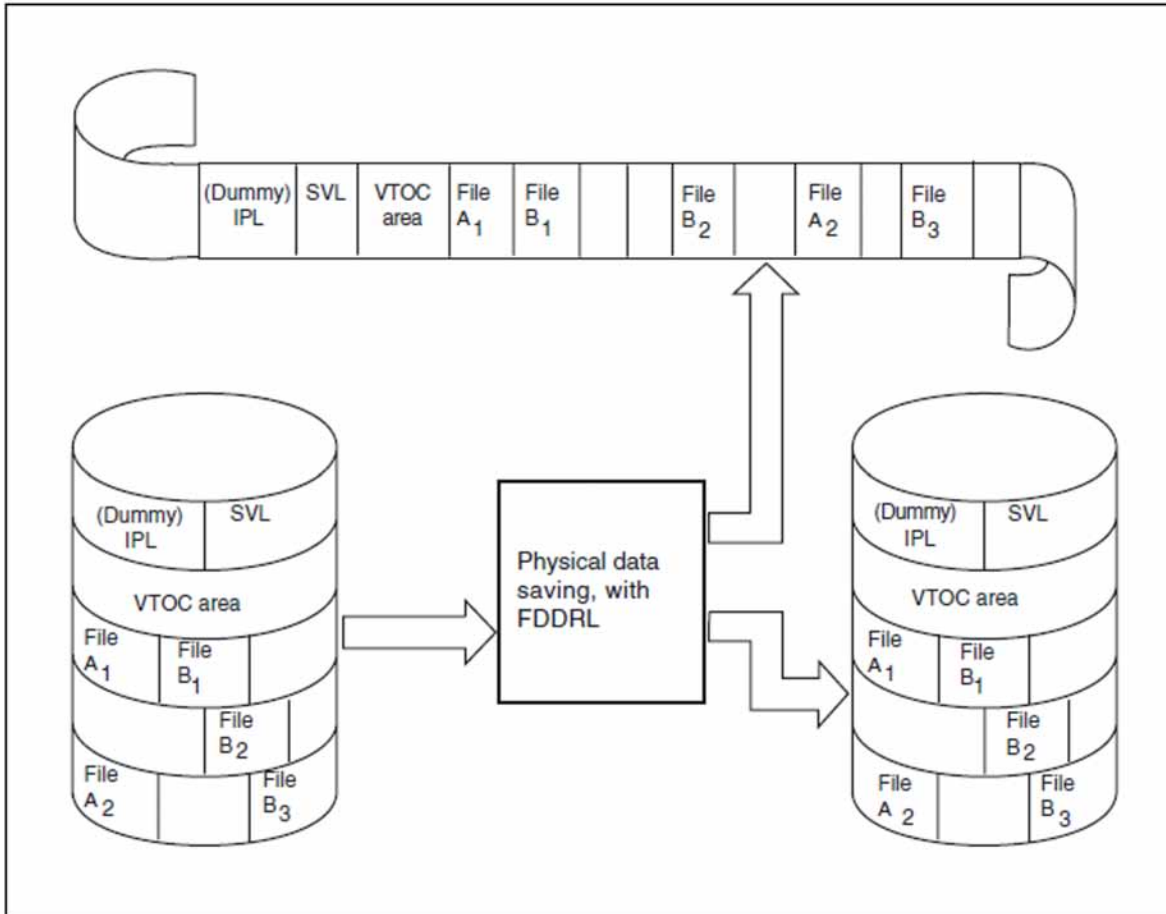 (Dummy)
IPL
SVL
VTOC
area
File
A1
File
B1
File
B2
File
A2
File
B3
(Dummy)
IPL
SVL
VTOC area
File
A1
File
B1
File
B2
File
A2
File
B3
Physical data
saving, with
FDDRL
(Dummy)
IPL
SVL
VTOC area
File
A1
File
B1
File
B2
File
A2
File
B3